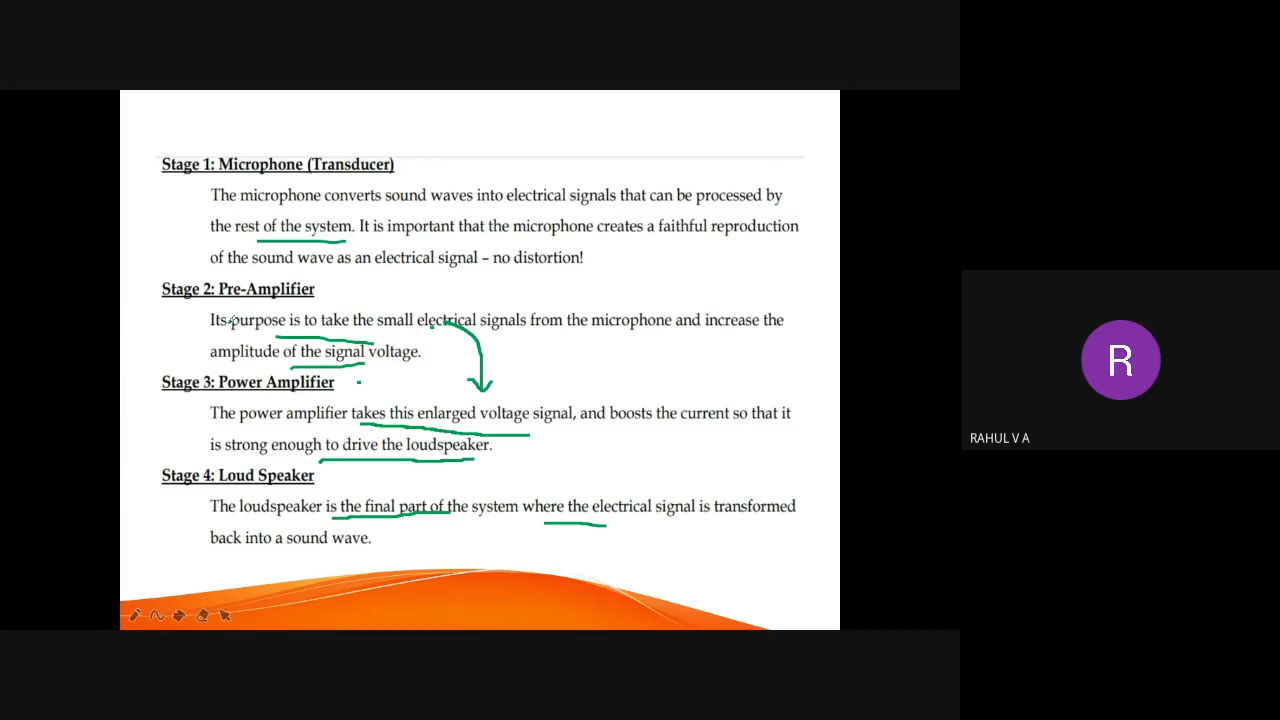 Stage 1: Microphone (Transducer)
The microphone converts sound waves into electrical signals that can be processed by
the rest of the system. It is important that the microphone creates a faithful reproduction
of the sound wave as an electrical signal – no distortion!
Stage 2: Pre-Amplifier
Its purpose is to take the small electrical signals from the microphone and increase the
amplitude of the signal voltage.
Stage 3: Power Amplifier
The power amplifier takes this enlarged voltage signal, and boosts the current so that it
is strong enough to drive the loudspeaker.
Stage 4: Loud Speaker
The loudspeaker is the final part of the system where the electrical signal is transformed
back into a sound wave.
R
RAHUL V A